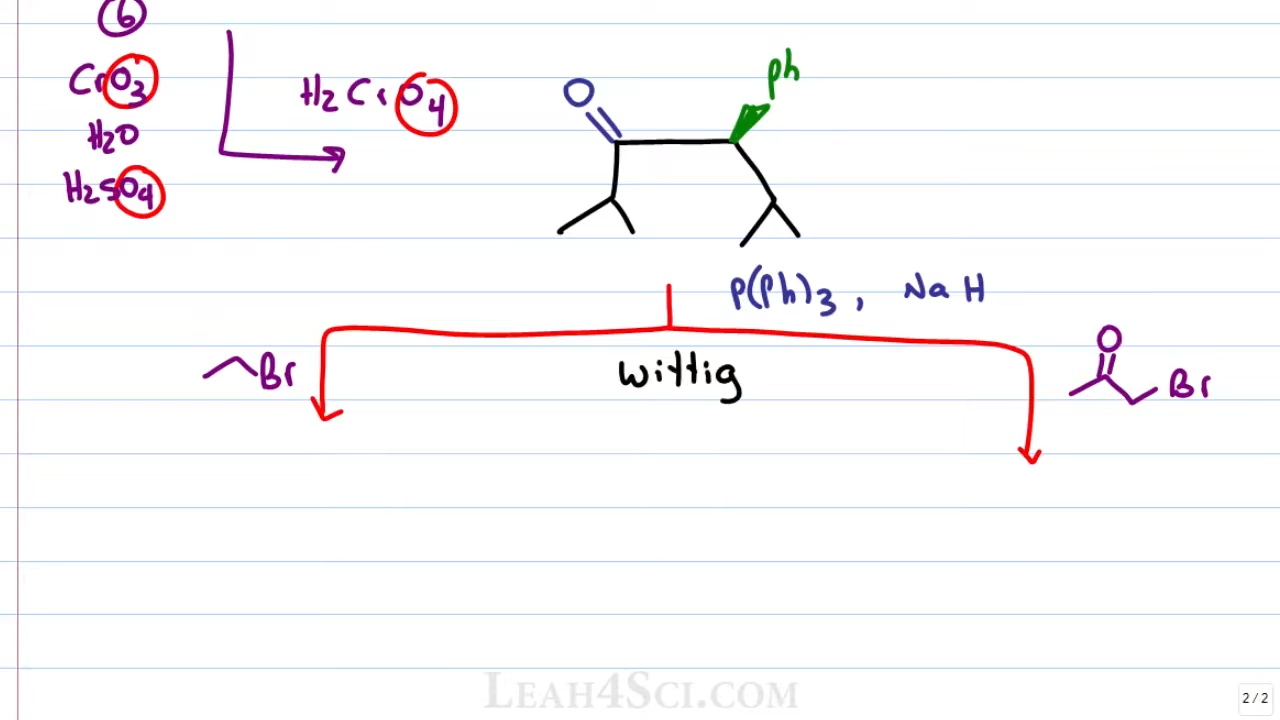 6
CrO3
H2O
H2SO4
H2CrO4
O
Ph
P(Ph)3, NaH
Br
wittig
O
Br
LEAH4SCI.COM
2 / 2